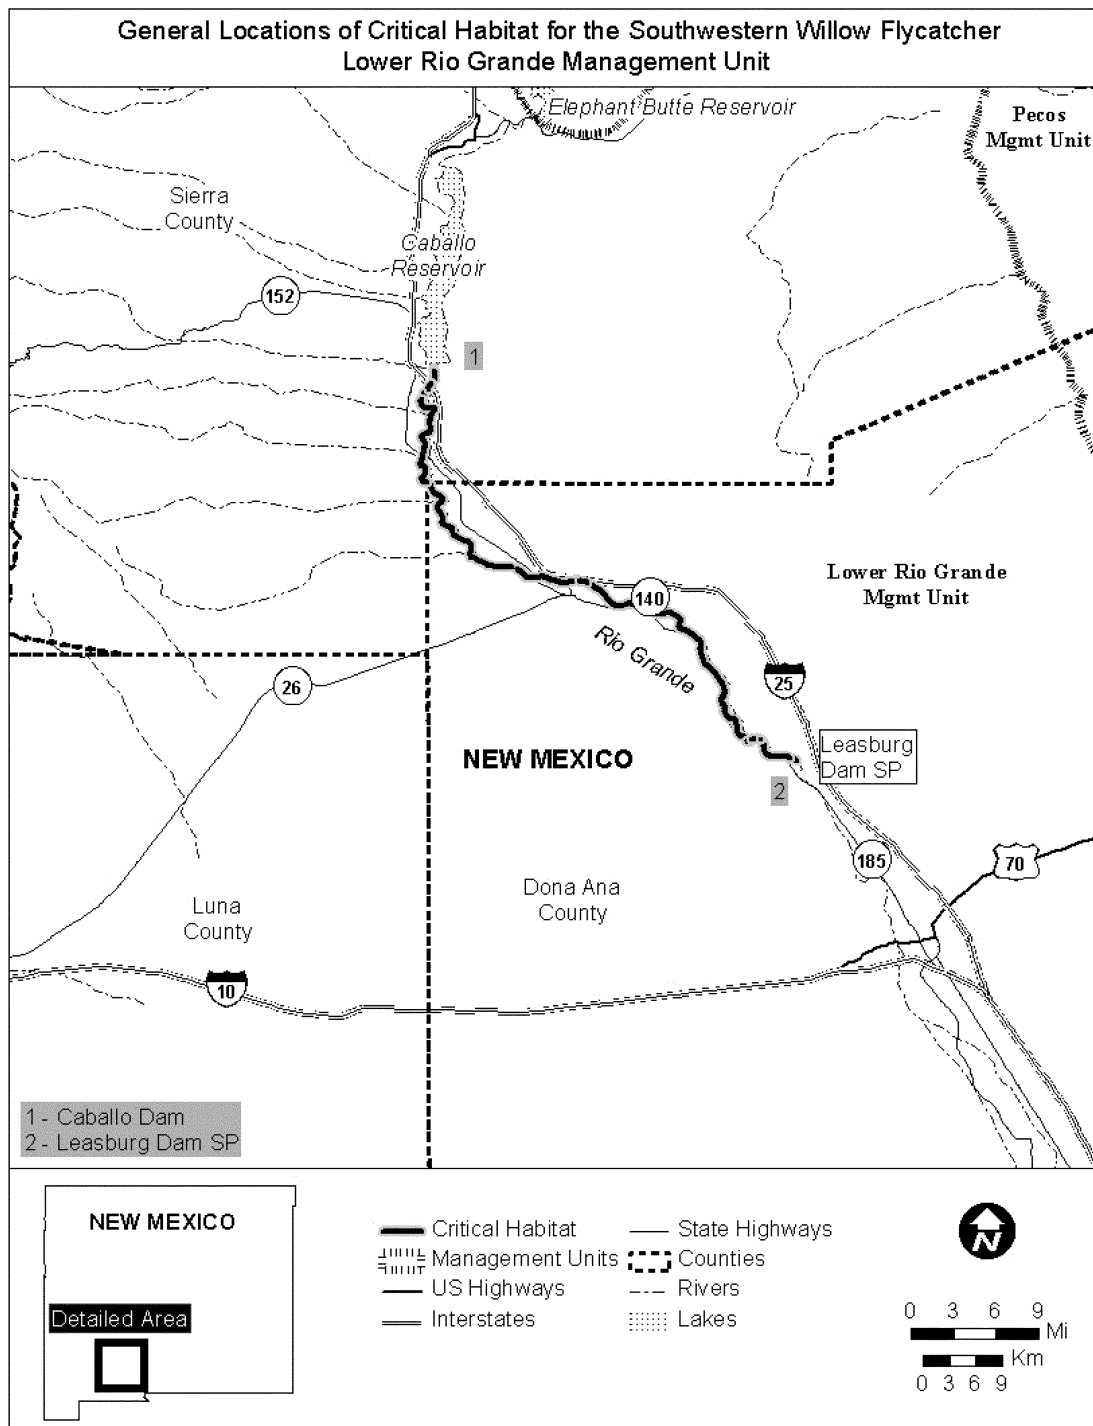 General Locations of Critical Habitat for the Southwestern Willow Flycatcher
Lower Rio Grande Management Unit
Elephant Butte Reservoir
Pecos
Mgmt Unit
Sierra
County
Caballo
Reservoir
152
1
Lower Rio Grande
Mgmt Unit
140
Rio Grande
26
25
NEW MEXICO
Leasburg
Dam SP
2
185
70
Dona Ana
County
Luna
County
10
1 - Caballo Dam
2 - Leasburg Dam SP
NEW MEXICO
Detailed Area
Critical Habitat
Management Units
US Highways
Interstates
State Highways
Counties
Rivers
Lakes
N
0 3 6 9
Mi
Km
0 3 6 9